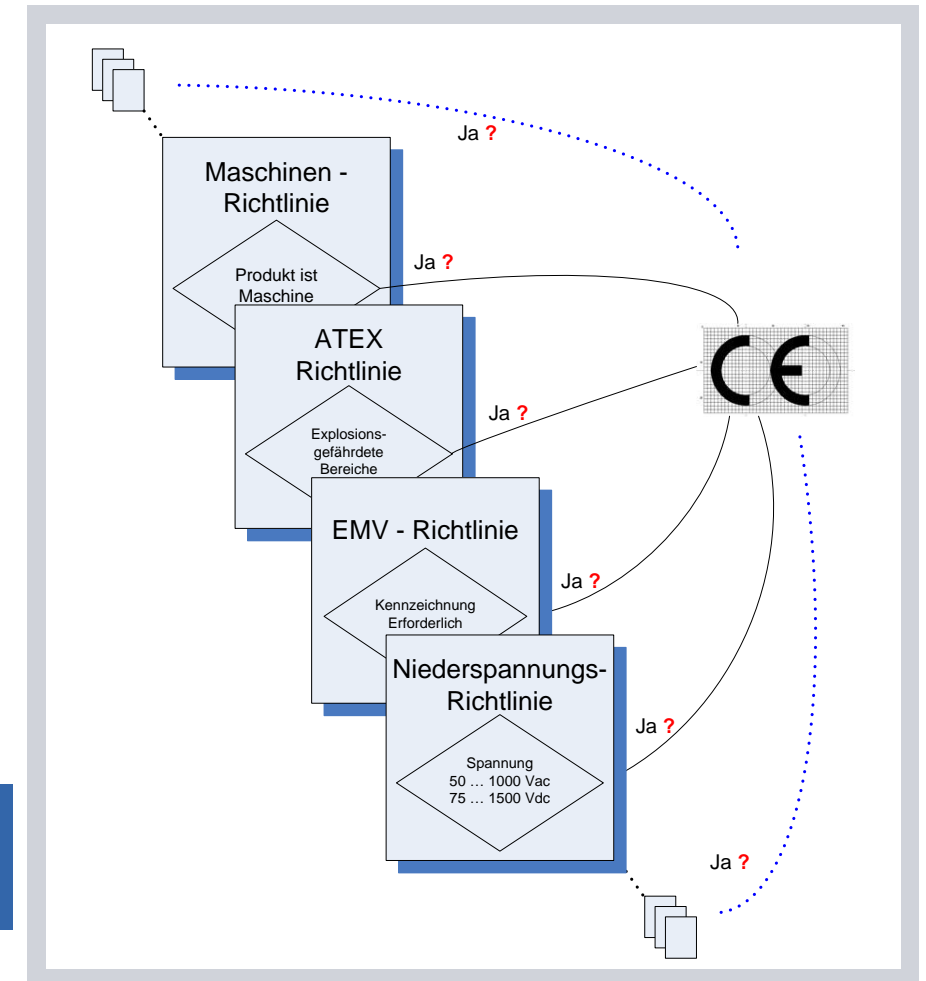 Ja ?
Maschinen -
Richtlinie
Produkt ist
Maschine
Ja ?
ATEX
Richtlinie
Explosions-
gefährdete
Bereiche
Ja ?
CE
EMV - Richtlinie
Kennzeichnung
Erforderlich
Ja ?
Niederspannungs-
Richtlinie
Spannung
50 … 1000 Vac
75 … 1500 Vdc
Ja ?
Ja ?